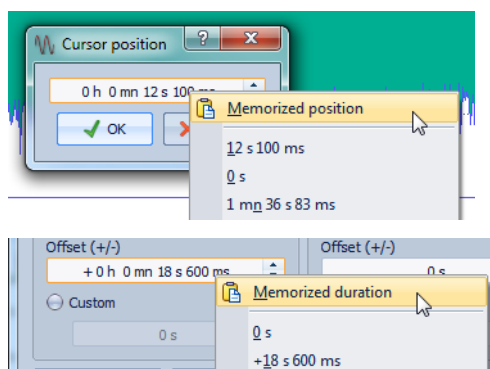 Cursor position
0 h 0 mn 12 s 100 ms
Memorized position
OK
12 s 100 ms
0 s
1 mn 36 s 83 ms
Offset (+/-) Offset (+/-)
+ 0 h 0 mn 18 s 600 ms 0 s
Memorized duration
Custom
0 s 0 s
+18 s 600 ms